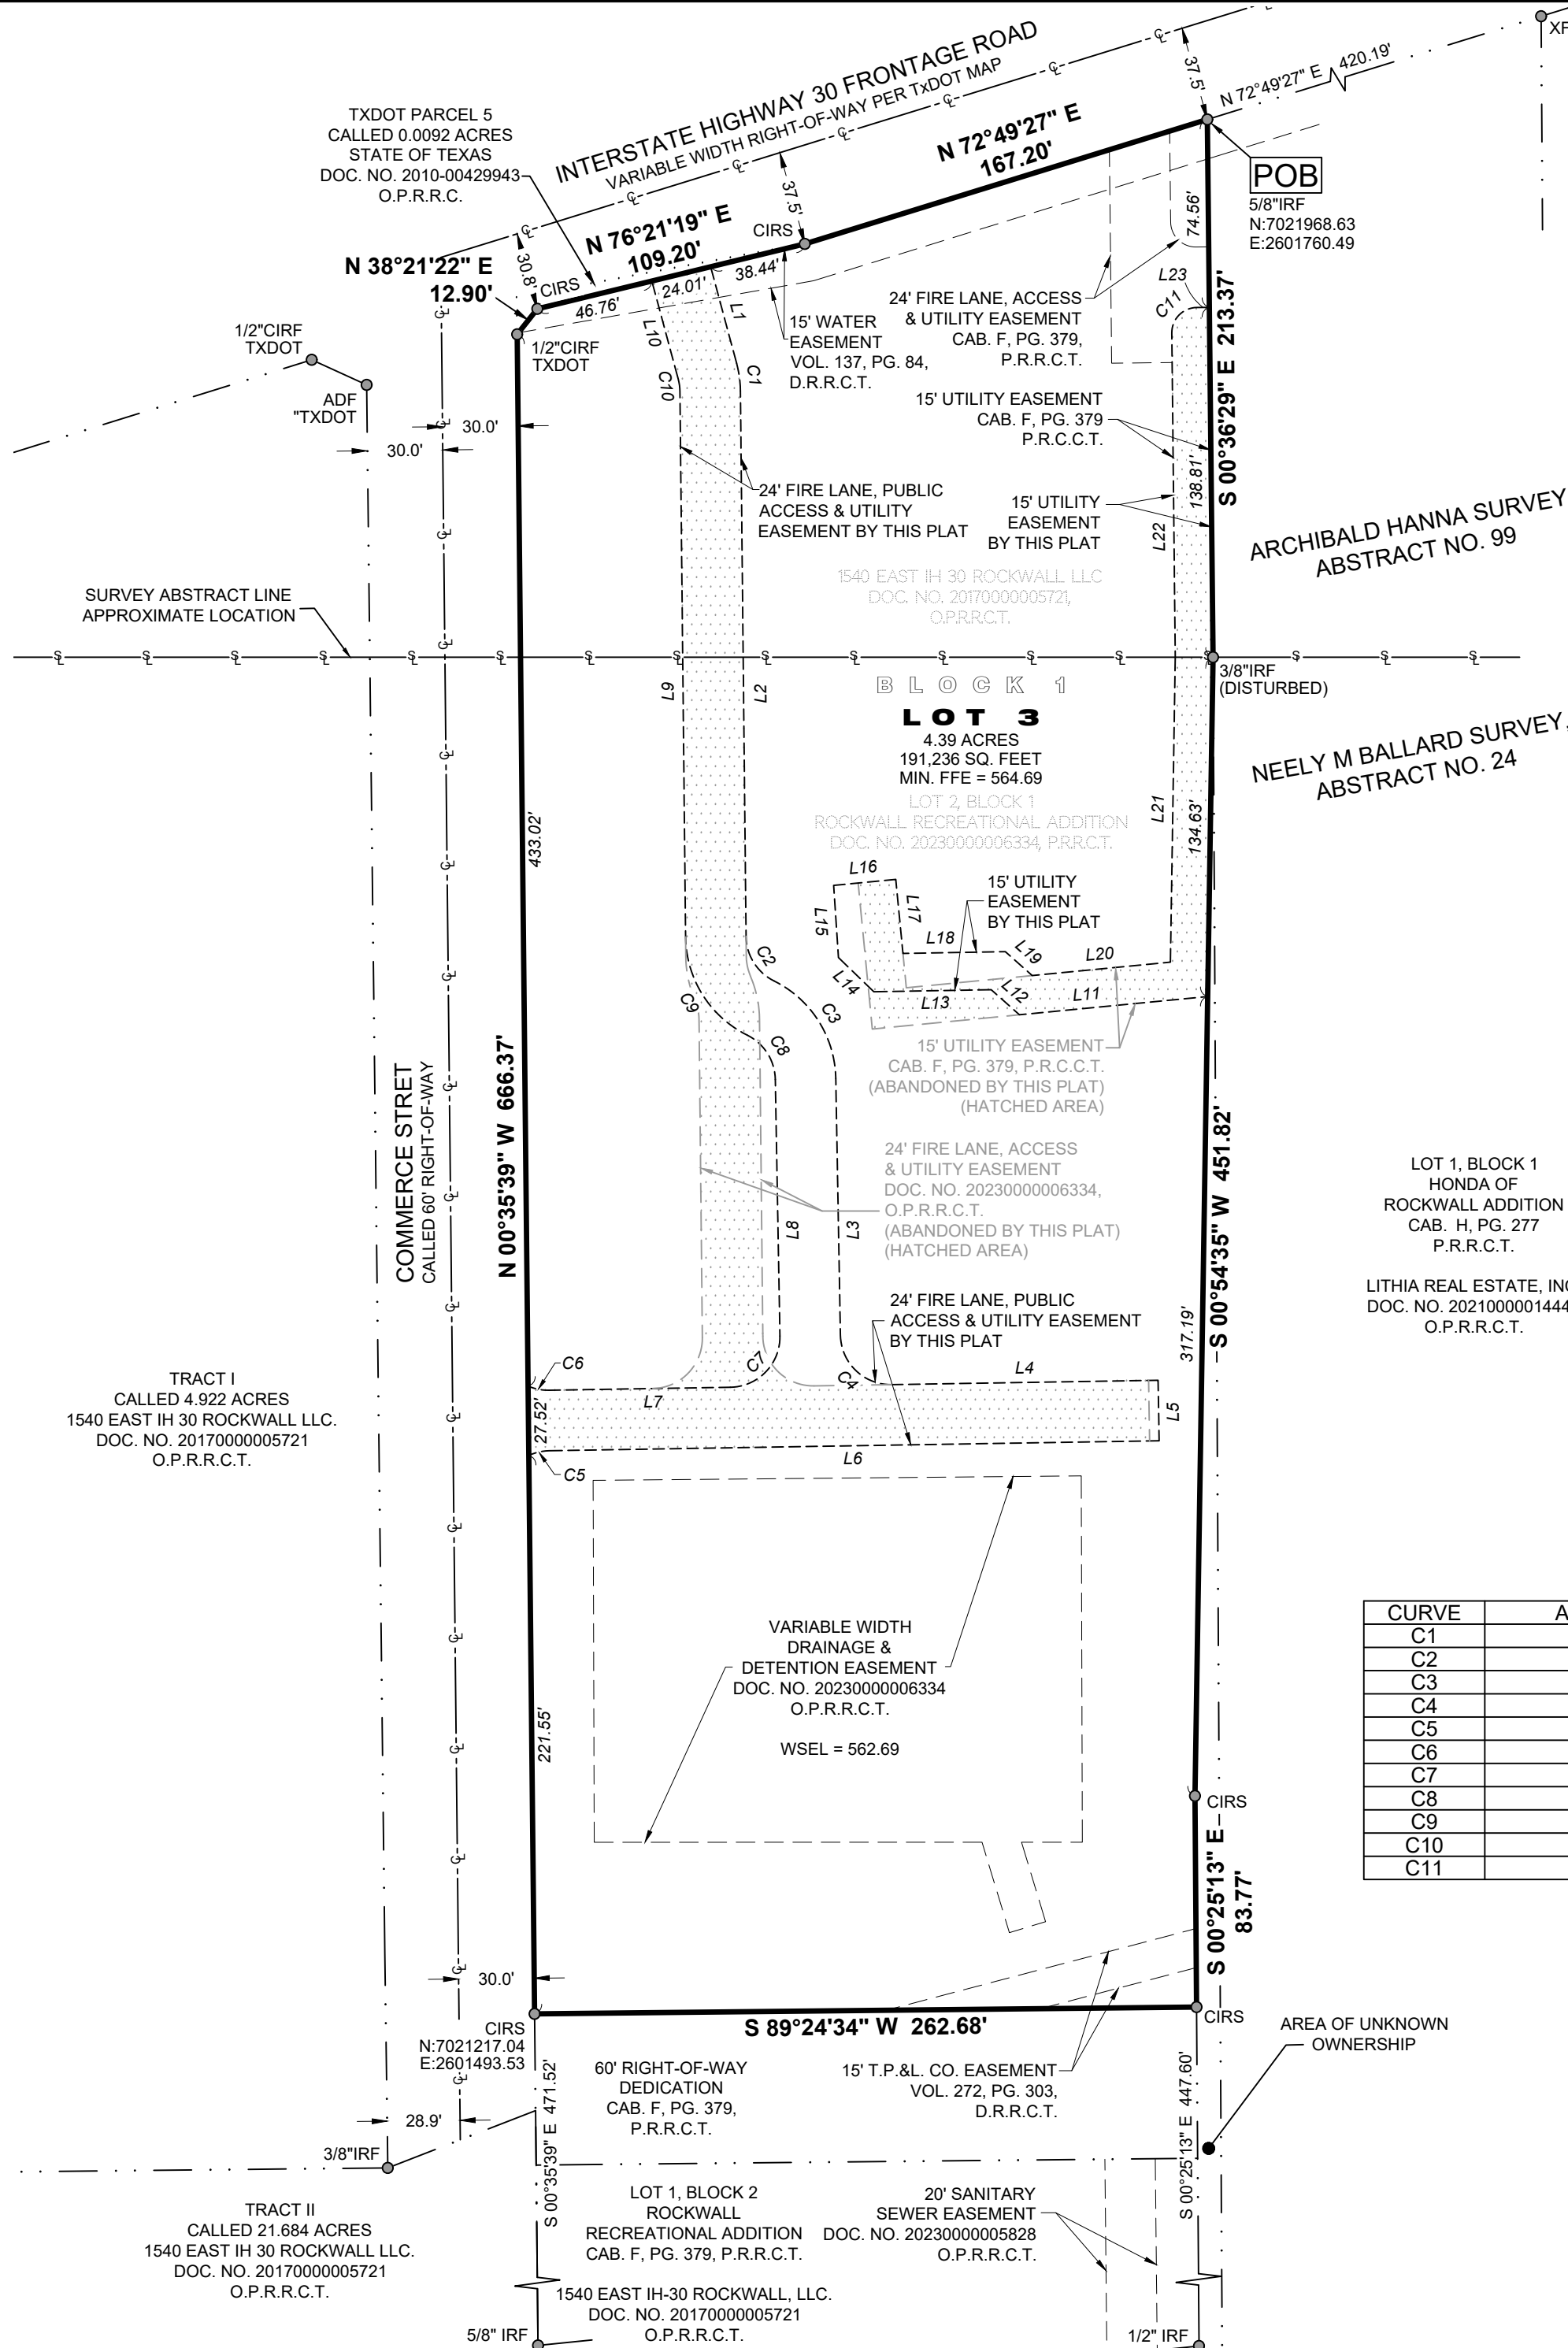 INTERSTATE HIGHWAY 30 FRONTAGE ROAD
VARIABLE WIDTH RIGHT-OF-WAY PER TxDOT MAP
37.5'
N 72°49'27" E 420.19'
TXDOT PARCEL 5
CALLED 0.0092 ACRES
STATE OF TEXAS
DOC. NO. 2010-00429943
O.P.R.R.C.
N 72°49'27" E
167.20'
37.5'
POB
5/8"IRF
N:7021968.63
E:2601760.49
N 76°21'19" E
109.20'
CIRS
30.8'
N 38°21'22" E
12.90'
CIRS
46.76'
24.01'
38.44'
74.56'
L23
C11
1/2"CIRF
TXDOT
1/2"CIRF
TXDOT
ADF
"TXDOT
30.0'
30.0'
L10
L1
C10
C1
15' WATER
EASEMENT
VOL. 137, PG. 84,
D.R.R.C.T.
24' FIRE LANE, ACCESS
& UTILITY EASEMENT
CAB. F, PG. 379,
P.R.R.C.T.
15' UTILITY EASEMENT
CAB. F, PG. 379
P.R.C.C.T.
S 00°36'29" E 213.37'
138.81'
24' FIRE LANE, PUBLIC
ACCESS & UTILITY
EASEMENT BY THIS PLAT
15' UTILITY
EASEMENT
BY THIS PLAT
L22
ARCHIBALD HANNA SURVEY
ABSTRACT NO. 99
1540 EAST IH 30 ROCKWALL LLC
DOC. NO. 20170000005721,
O.P.R.R.C.T.
SURVEY ABSTRACT LINE
APPROXIMATE LOCATION
3/8"IRF
(DISTURBED)
L9
L2
BLOCK 1
LOT 3
4.39 ACRES
191,236 SQ. FEET
MIN. FFE = 564.69
LOT 2, BLOCK 1
ROCKWALL RECREATIONAL ADDITION
DOC. NO. 20230000006334, P.R.R.C.T.
NEELY M BALLARD SURVEY,
ABSTRACT NO. 24
L21
134.63'
433.02'
L16
L15
L17
15' UTILITY
EASEMENT
BY THIS PLAT
L18
L19
L20
L14
L13
L12
L11
C2
C9
C3
C8
15' UTILITY EASEMENT
CAB. F, PG. 379, P.R.C.C.T.
(ABANDONED BY THIS PLAT)
(HATCHED AREA)
N 00°35'39" W 666.37'
COMMERCE STRET
CALLED 60' RIGHT-OF-WAY
24' FIRE LANE, ACCESS
& UTILITY EASEMENT
DOC. NO. 20230000006334,
O.P.R.R.C.T.
(ABANDONED BY THIS PLAT)
(HATCHED AREA)
L8
L3
S 00°54'35" W 451.82'
317.19'
LOT 1, BLOCK 1
HONDA OF
ROCKWALL ADDITION
CAB. H, PG. 277
P.R.R.C.T.
LITHIA REAL ESTATE, INC
DOC. NO. 2021000001444
O.P.R.R.C.T.
24' FIRE LANE, PUBLIC
ACCESS & UTILITY EASEMENT
BY THIS PLAT
C6
C7
C4
L4
L7
L5
27.52'
L6
C5
TRACT I
CALLED 4.922 ACRES
1540 EAST IH 30 ROCKWALL LLC.
DOC. NO. 20170000005721
O.P.R.R.C.T.
VARIABLE WIDTH
DRAINAGE &
DETENTION EASEMENT
DOC. NO. 20230000006334
O.P.R.R.C.T.
WSEL = 562.69
221.55'
CURVE
C1
C2
C3
C4
C5
C6
C7
C8
C9
C10
C11
CIRS
S 00°25'13" E
83.77'
30.0'
CIRS
N:7021217.04
E:2601493.53
S 89°24'34" W 262.68'
CIRS
AREA OF UNKNOWN
OWNERSHIP
60' RIGHT-OF-WAY
DEDICATION
CAB. F, PG. 379,
P.R.R.C.T.
15' T.P.&L. CO. EASEMENT
VOL. 272, PG. 303,
D.R.R.C.T.
S 00°35'39" E 471.52'
S 00°25'13" E 447.60'
28.9'
3/8"IRF
TRACT II
CALLED 21.684 ACRES
1540 EAST IH 30 ROCKWALL LLC.
DOC. NO. 20170000005721
O.P.R.R.C.T.
LOT 1, BLOCK 2
ROCKWALL
RECREATIONAL ADDITION
CAB. F, PG. 379, P.R.R.C.T.
1540 EAST IH-30 ROCKWALL, LLC.
DOC. NO. 20170000005721
O.P.R.R.C.T.
20' SANITARY
SEWER EASEMENT
DOC. NO. 20230000005828
O.P.R.R.C.T.
5/8" IRF
1/2" IRF